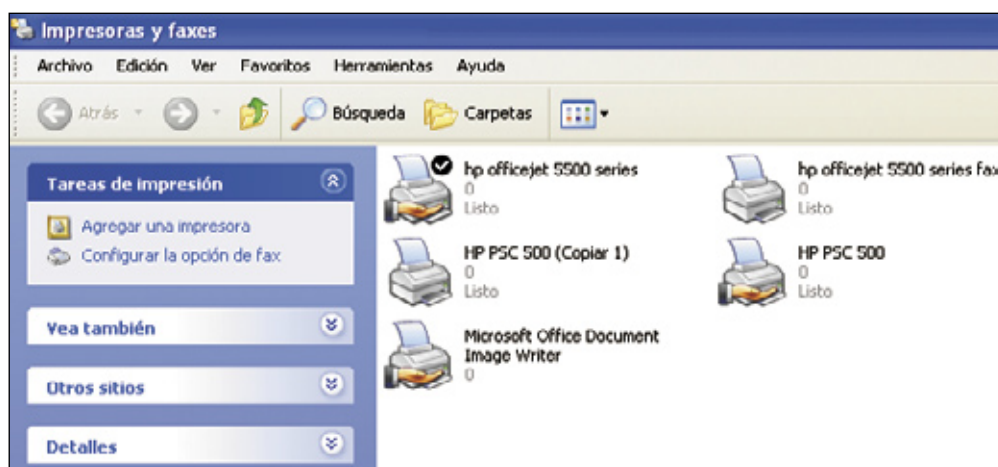 Impresoras y faxes
Archivo Edición Ver Favoritos Herramientas Ayuda
Atrás Búsqueda Carpetas
Tareas de impresión
Agregar una impresora
Configurar la opción de fax
Vea también
Otros sitios
Detalles
hp officejet 5500 series
0
Listo
hp officejet 5500 series fax
0
Listo
HP PSC 500 (Copiar 1)
0
Listo
HP PSC 500
0
Listo
Microsoft Office Document
Image Writer
0